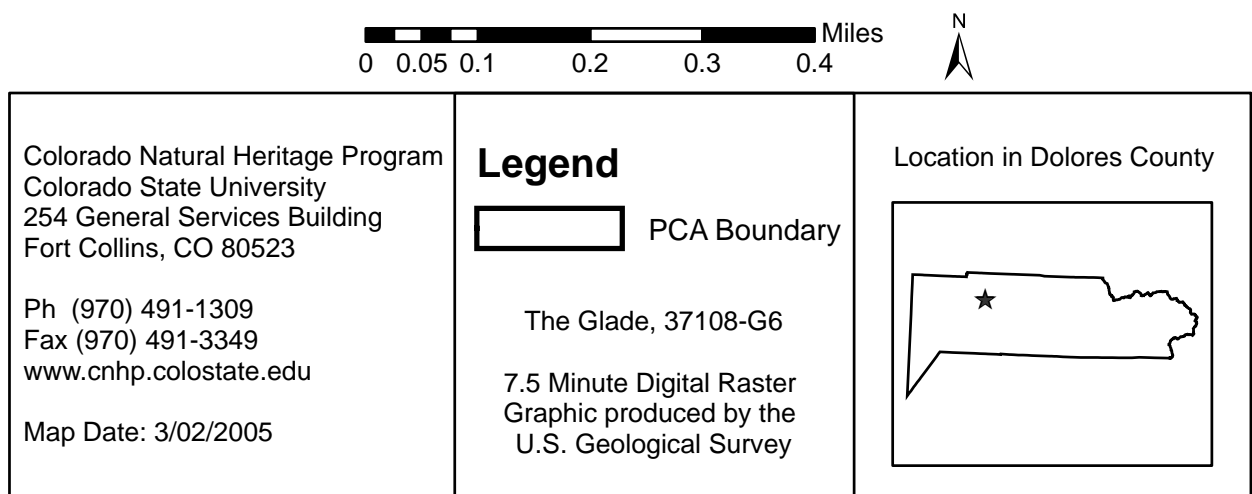 Miles
0 0.05 0.1 0.2 0.3 0.4
N
Colorado Natural Heritage Program
Colorado State University
254 General Services Building
Fort Collins, CO 80523
Ph (970) 491-1309
Fax (970) 491-3349
www.cnhp.colostate.edu
Map Date: 3/02/2005
Legend
PCA Boundary
The Glade, 37108-G6
7.5 Minute Digital Raster
Graphic produced by the
U.S. Geological Survey
Location in Dolores County